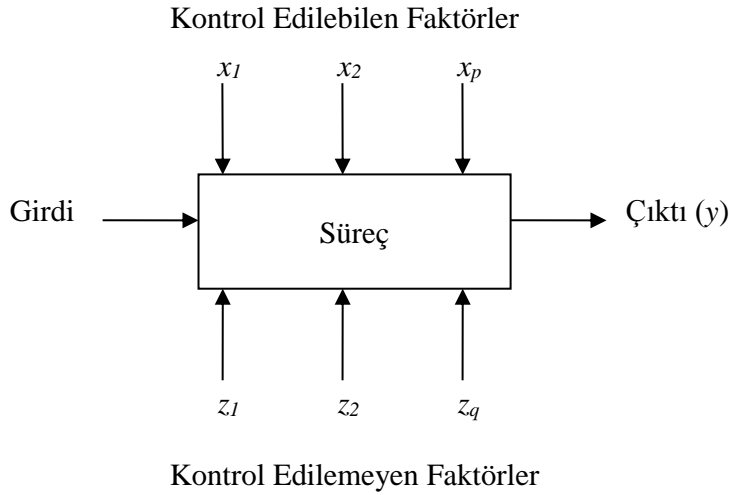 Kontrol Edilebilen Faktörler
x1 x2 xp
Girdi
Süreç
Çıktı (y)
z1 z2 zq
Kontrol Edilemeyen Faktörler